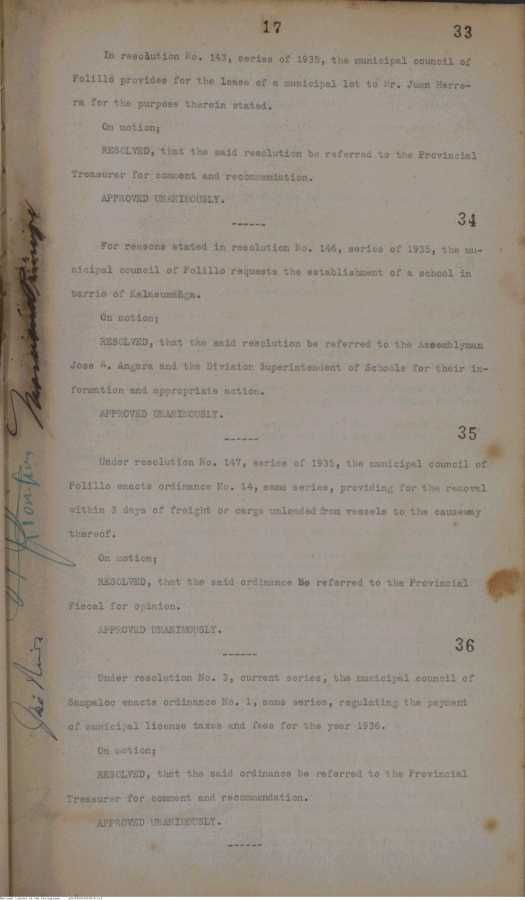 17
33
In resolution No. 143, series of 1935, the municipal council of
Polillo provides for the lease of a municipal lot to Mr. Juan Herre-
ra for the purpose therein stated.
On motion;
RESOLVED, that the said resolution be referred to the Provincial
Treasurer for comment and recommendation.
APPROVED UNANIMOUSLY.
------
34
For reasons stated in resolution No. 146, series of 1935, the mu-
nicipal council of Polillo requests the establishment of a school in
barrio of
On motion;
RESOLVED, that the said resolution be referred to the Assemblyman
Jose A. Angara and the Division Superintendent of Schools for their in-
formation and appropriate action.
APPROVED UNANIMOUSLY.
------
35
Under resolution No. 147, series of 1935, the municipal council of
Polillo enacts ordinance No. 14, same series, providing for the removal
within 3 days of freight or cargo unloaded from vessels to the causeway
thereof.
On motion;
RESOLVED, that the said ordinance be referred to the Provincial
Fiscal for opinion.
APPROVED UNANIMOUSLY.
------
36
Under resolution No. 3, current series, the municipal council of
Sampaloc enacts ordinance No. 1, same series, regulating the payment
of municipal license taxes and fees for the year 1936.
On motion;
RESOLVED, that the said ordinance be referred to the Provincial
Treasurer for comment and recommendation.
APPROVED UNANIMOUSLY.
------